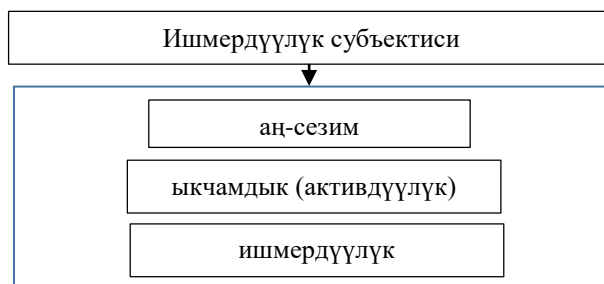 Ишмердүүлүк субъектиси
аң-сезим
ыкчамдык (активдүүлүк)
ишмердүүлүк